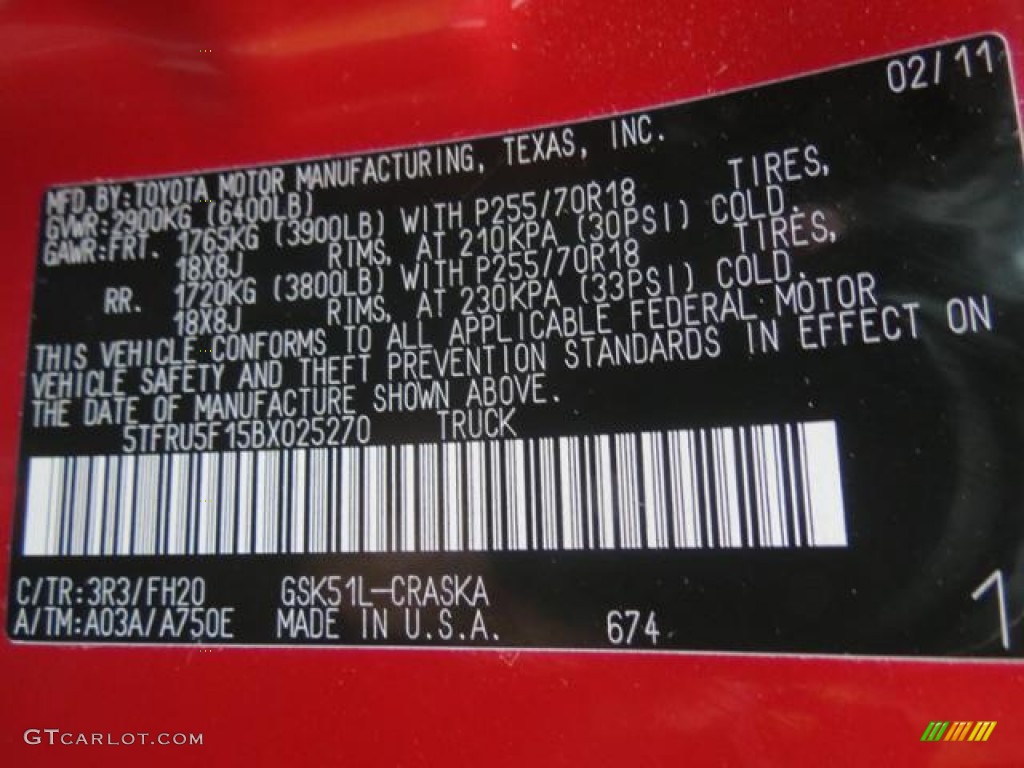 02/11
MFD.BY:TOYOTA MOTOR MANUFACTURING, TEXAS, INC.
GVWR:2900KG (6400LB)
GAWR:FRT. 1765KG (3900LB) WITH P255/70R18 TIRES,
18X8J RIMS, AT 210KPA (30PSI) COLD.
RR. 1720KG (3800LB) WITH P255/70R18 TIRES,
18X8J RIMS, AT 230KPA (33PSI) COLD.
THIS VEHICLE CONFORMS TO ALL APPLICABLE FEDERAL MOTOR
VEHICLE SAFETY AND THEFT PREVENTION STANDARDS IN EFFECT ON
THE DATE OF MANUFACTURE SHOWN ABOVE.
5TFRU5F15BX025270 TRUCK
C/TR:3R3/FH20 GSK51L-CRASKA
A/TM:A03A/A750E MADE IN U.S.A. 674
1
GTCARLOT.COM